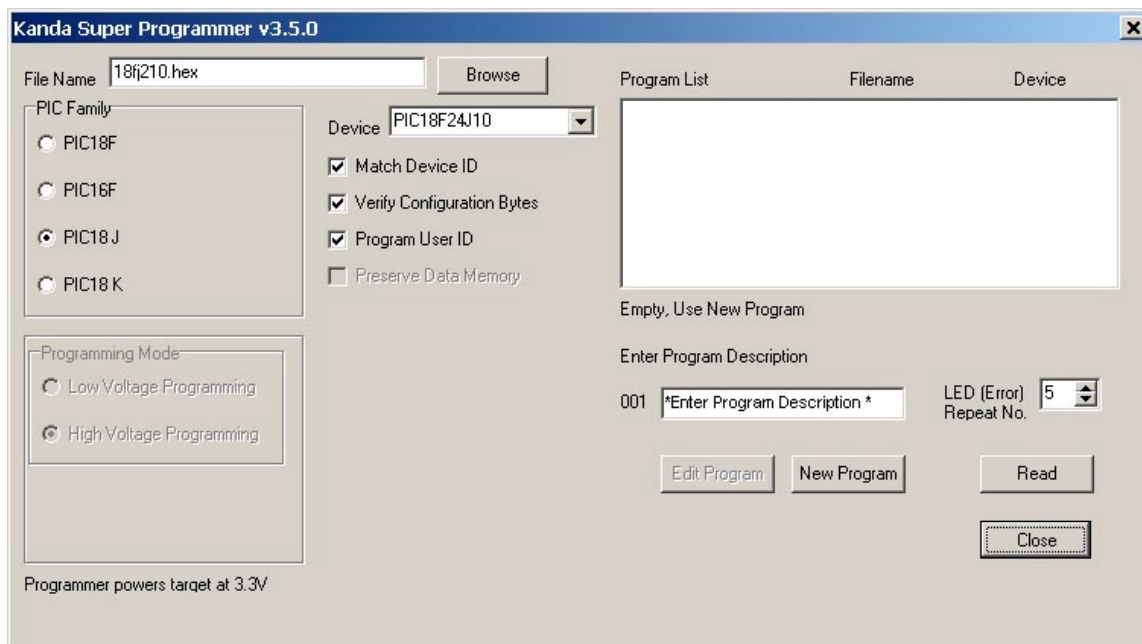 Kanda Super Programmer v3.5.0
File Name 18fj210.hex Browse
PIC Family
PIC18F
PIC16F
PIC18 J
PIC18 K
Device PIC18F24J10
Match Device ID
Verify Configuration Bytes
Program User ID
Preserve Data Memory
Programming Mode
Low Voltage Programming
High Voltage Programming
Programmer powers target at 3.3V
Program List Filename Device
Empty, Use New Program
Enter Program Description
001 *Enter Program Description *
LED (Error) 5
Repeat No.
Edit Program New Program Read
Close